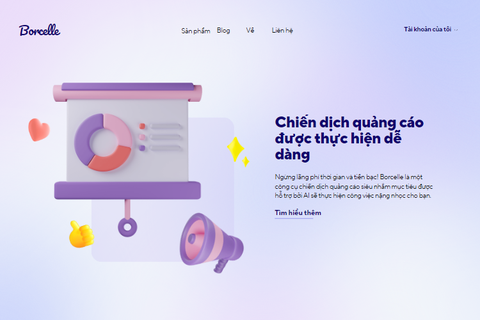 Borcelle
Sản phẩm Blog Về Liên hệ
Tài khoản của tôi
Chiến dịch quảng cáo
được thực hiện dễ
dàng
Ngừng lãng phí thời gian và tiền bạc! Borcelle là một
công cụ chiến dịch quảng cáo siêu nhắm mục tiêu được
hỗ trợ bởi AI sẽ thực hiện công việc nặng nhọc cho bạn.
Tìm hiểu thêm